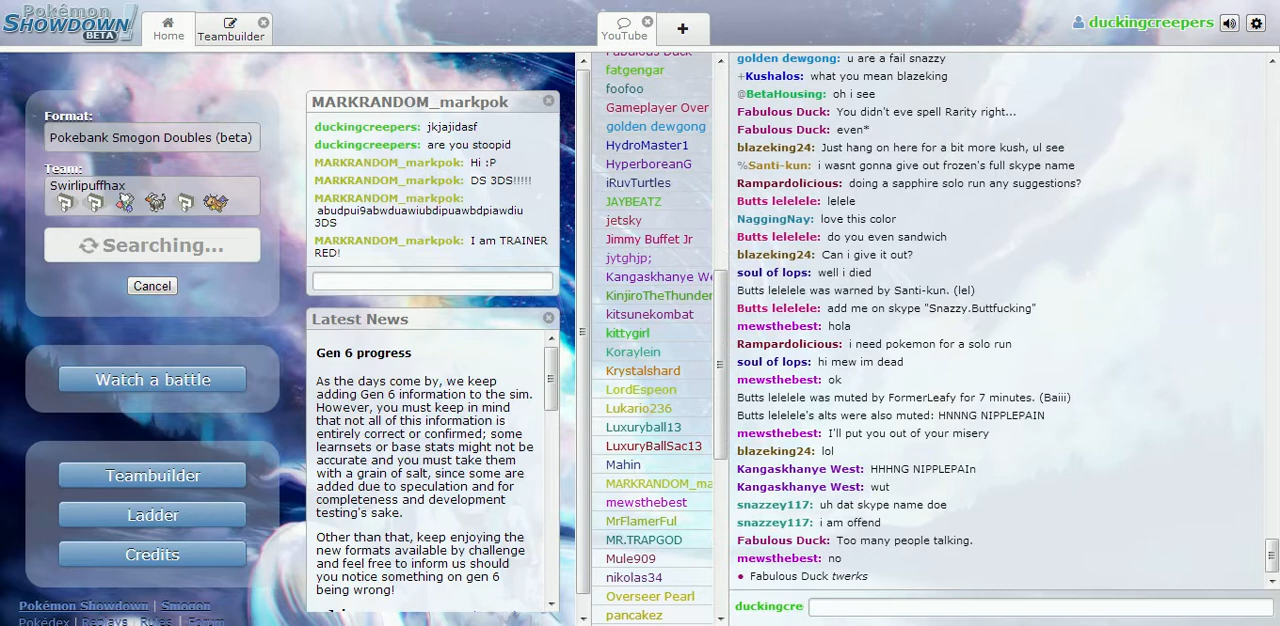 Pokémon
SHOWDOWN
BETA
Home
Teambuilder
YouTube
+
duckingcreepers
Format:
Pokebank Smogon Doubles (beta)
Team:
Swirlipuffhax
Searching...
Cancel
Watch a battle
Teambuilder
Ladder
Credits
Pokémon Showdown | Smogon
Pokédex | Replays | Rules | Forum
MARKRANDOM_markpok
duckingcreepers: jkjajidasf
duckingcreepers: are you stoopid
MARKRANDOM_markpok: Hi :P
MARKRANDOM_markpok: DS 3DS!!!!!
MARKRANDOM_markpok:
abudpui9abwduawiubdipuawbdpiawdiu
3DS
MARKRANDOM_markpok: I am TRAINER
RED!
Latest News
Gen 6 progress
As the days come by, we keep
adding Gen 6 information to the sim.
However, you must keep in mind
that not all of this information is
entirely correct or confirmed; some
learnsets or base stats might not be
accurate and you must take them
with a grain of salt, since some are
added due to speculation and for
completeness and development
testing's sake.
Other than that, keep enjoying the
new formats available by challenge
and feel free to inform us should
you notice something on gen 6
being wrong!
Fabulous Duck
fatgengar
foofoo
Gameplayer Over
golden dewgong
HydroMaster1
HyperboreanG
iRuvTurtles
JAYBEATZ
jetsky
Jimmy Buffet Jr
jytghjp;
Kangaskhanye We
KinjiroTheThunder
kitsunekombat
kittygirl
Koraylein
Krystalshard
LordEspeon
Lukario236
Luxuryball13
LuxuryBallSac13
Mahin
MARKRANDOM_ma
mewsthebest
MrFlamerFul
MR.TRAPGOD
Mule909
nikolas34
Overseer Pearl
pancakez
golden dewgong: u are a fail snazzy
+Kushalos: what you mean blazeking
@BetaHousing: oh i see
Fabulous Duck: You didn't eve spell Rarity right...
Fabulous Duck: even*
blazeking24: Just hang on here for a bit more kush, ul see
%Santi-kun: i wasnt gonna give out frozen's full skype name
Rampardolicious: doing a sapphire solo run any suggestions?
Butts lelelele: lelele
NaggingNay: love this color
Butts lelelele: do you even sandwich
blazeking24: Can i give it out?
soul of lops: well i died
Butts lelelele was warned by Santi-kun. (lel)
Butts lelelele: add me on skype "Snazzy.Buttfucking"
mewsthebest: hola
Rampardolicious: i need pokemon for a solo run
soul of lops: hi mew im dead
mewsthebest: ok
Butts lelelele was muted by FormerLeafy for 7 minutes. (Baiii)
Butts lelelele's alts were also muted: HNNNG NIPPLEPAIN
mewsthebest: I'll put you out of your misery
blazeking24: lol
Kangaskhanye West: HHHNG NIPPLEPAIn
Kangaskhanye West: wut
snazzey117: uh dat skype name doe
snazzey117: i am offend
Fabulous Duck: Too many people talking.
mewsthebest: no
• Fabulous Duck twerks
duckingcre